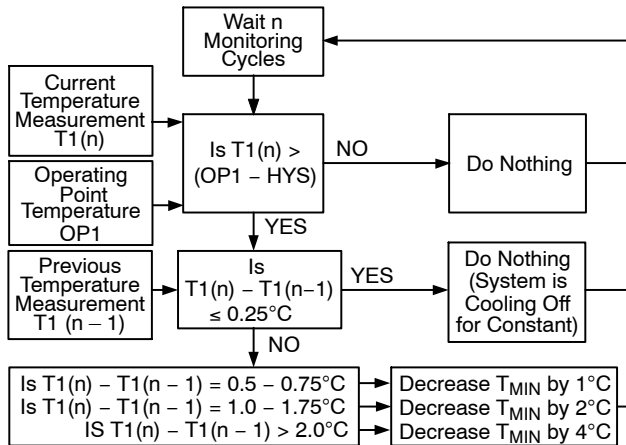 Wait n
Monitoring
Cycles
Current
Temperature
Measurement
T1(n)
Is T1(n) >
(OP1 – HYS)
NO
Do Nothing
Operating
Point
Temperature
OP1
YES
Previous
Temperature
Measurement
T1 (n – 1)
Is
T1(n) – T1(n–1)
≤ 0.25°C
YES
Do Nothing
(System is
Cooling Off
for Constant)
NO
Is T1(n) – T1(n – 1) = 0.5 – 0.75°C
Is T1(n) – T1(n – 1) = 1.0 – 1.75°C
IS T1(n) – T1(n – 1) > 2.0°C
Decrease TMIN by 1°C
Decrease TMIN by 2°C
Decrease TMIN by 4°C